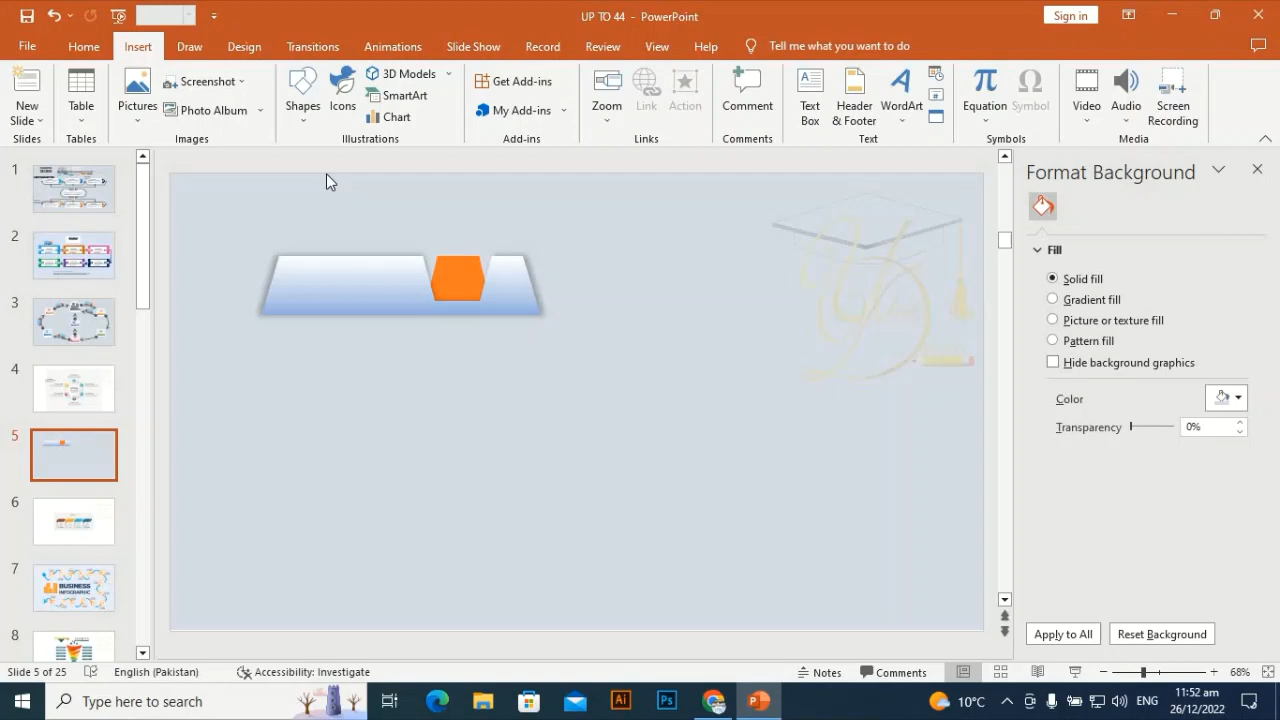 UP TO 44 - PowerPoint
Sign in
File Home Insert Draw Design Transitions Animations Slide Show Record Review View Help Tell me what you want to do
New Slide
Slides
Table
Tables
Pictures
Screenshot
Photo Album
Images
Shapes
Icons
3D Models
SmartArt
Chart
Illustrations
Get Add-ins
My Add-ins
Add-ins
Zoom
Link
Action
Links
Comment
Comments
Text Box
Header & Footer
WordArt
Text
Equation
Symbol
Symbols
Video
Audio
Screen Recording
Media
1
2
3
4
5
6
7
BUSINESS
INFOGRAPHIC
8
Format Background
Fill
Solid fill
Gradient fill
Picture or texture fill
Pattern fill
Hide background graphics
Color
Transparency 0%
Apply to All Reset Background
Slide 5 of 25 English (Pakistan) Accessibility: Investigate Notes Comments 68%
Type here to search
Ai Ps
10°C ENG
11:52 am
26/12/2022